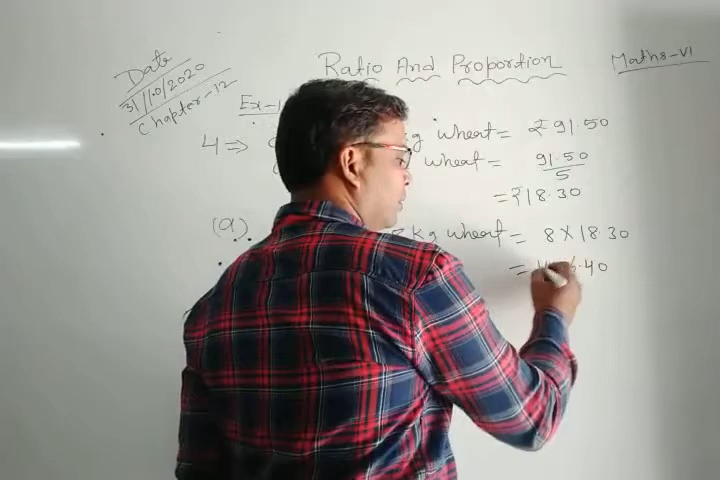 Date
31/10/2020
Chapter-12
Ratio And Proportion
Maths-VI
Ex-1
4 ⇒ kg wheat = ₹ 91.50
wheat = 91.50/5
= ₹18.30
(a) kg wheat = 8 × 18.30